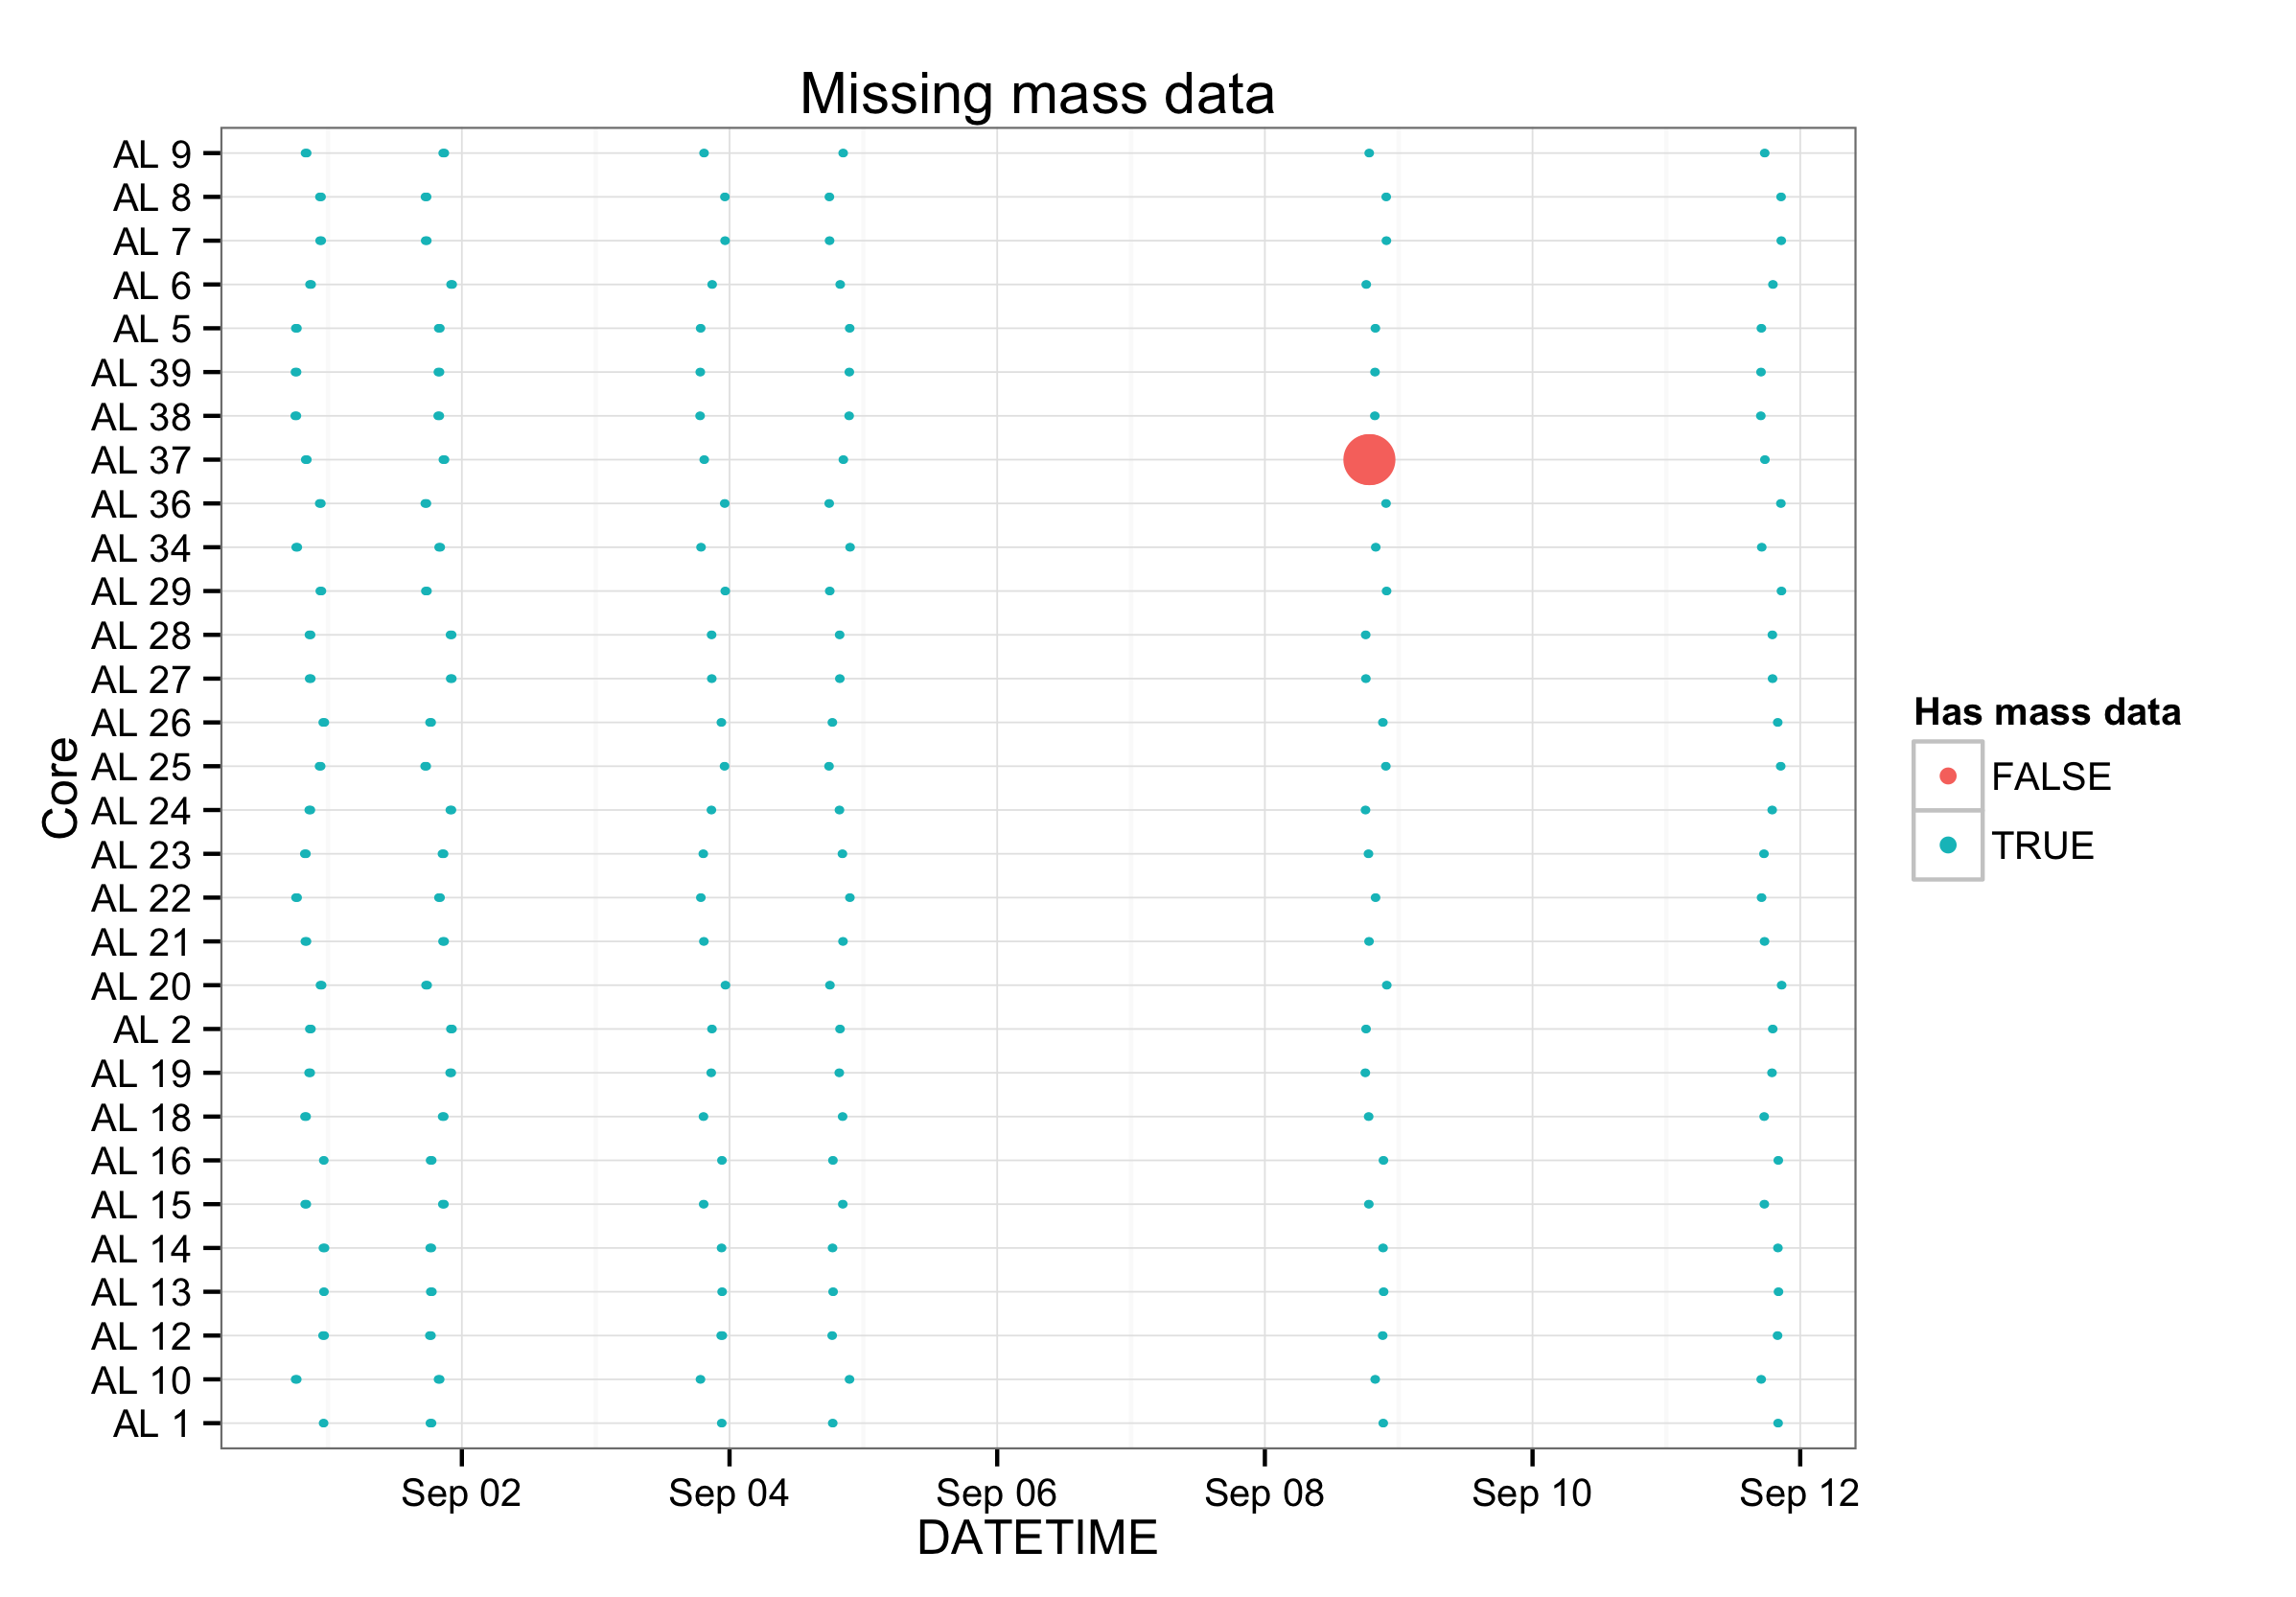 Missing mass data
AL 9
AL 8
AL 7
AL 6
AL 5
AL 39
AL 38
AL 37
AL 36
AL 34
AL 29
AL 28
AL 27
AL 26
AL 25
AL 24
AL 23
AL 22
AL 21
AL 20
AL 2
AL 19
AL 18
AL 16
AL 15
AL 14
AL 13
AL 12
AL 10
AL 1
Core
Sep 02 Sep 04 Sep 06 Sep 08 Sep 10 Sep 12
DATETIME
Has mass data
FALSE
TRUE